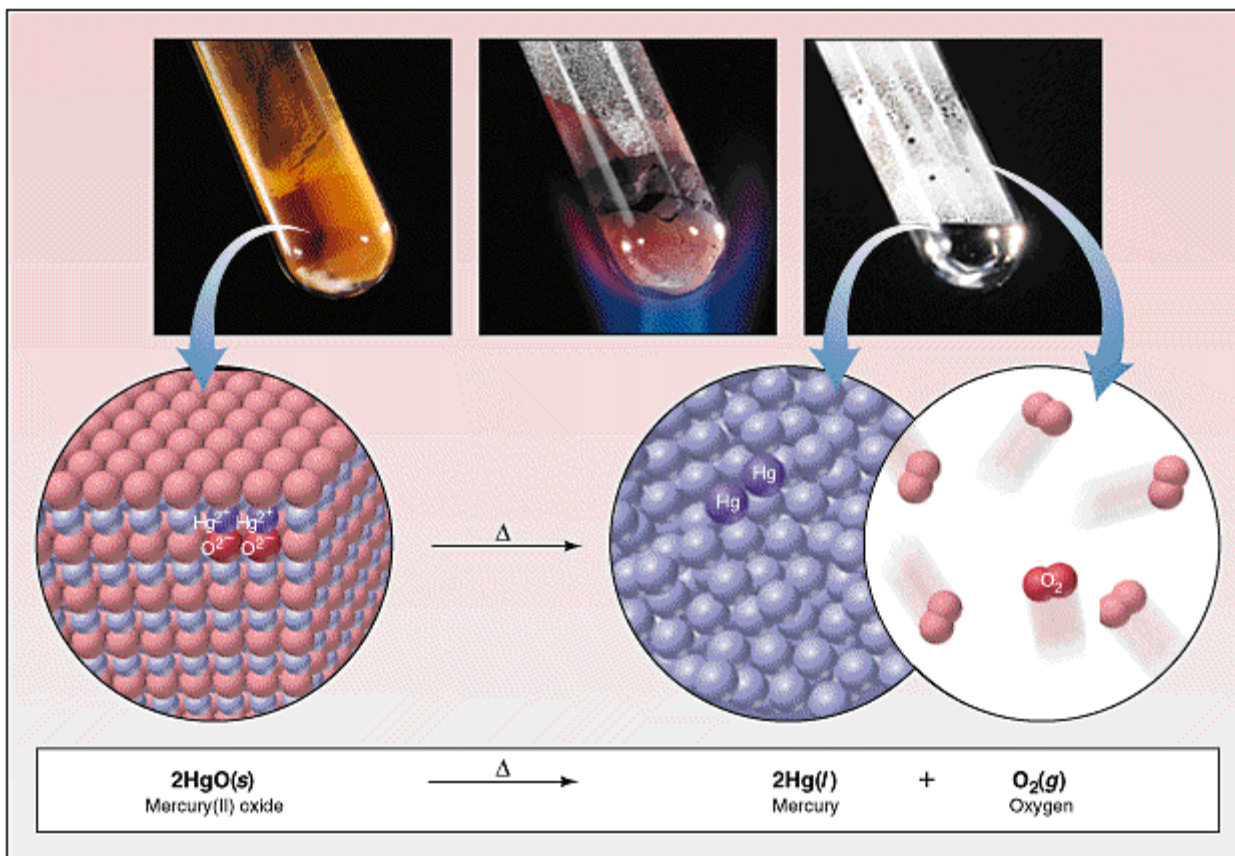 Hg²⁺ Hg²⁺
O²⁻ O²⁻
Δ
Hg
Hg
O₂
2HgO(s) Δ 2Hg(l) + O₂(g)
Mercury(II) oxide Mercury Oxygen